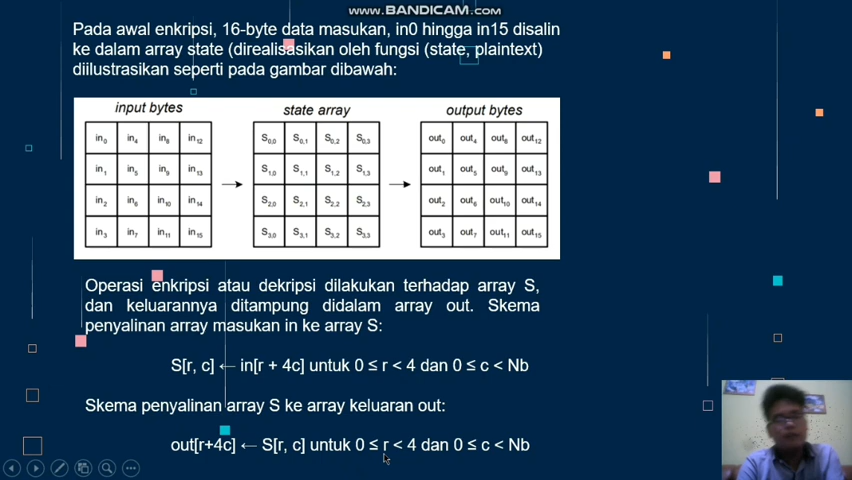 WWW.BANDICAM.COM
Pada awal enkripsi, 16-byte data masukan, in0 hingga in15 disalin
ke dalam array state (direalisasikan oleh fungsi (state, plaintext)
diilustrasikan seperti pada gambar dibawah:
input bytes state array output bytes
in₀ in₄ in₈ in₁₂ S₀,₀ S₀,₁ S₀,₂ S₀,₃ out₀ out₄ out₈ out₁₂
in₁ in₅ in₉ in₁₃ S₁,₀ S₁,₁ S₁,₂ S₁,₃ out₁ out₅ out₉ out₁₃
in₂ in₆ in₁₀ in₁₄ S₂,₀ S₂,₁ S₂,₂ S₂,₃ out₂ out₆ out₁₀ out₁₄
in₃ in₇ in₁₁ in₁₅ S₃,₀ S₃,₁ S₃,₂ S₃,₃ out₃ out₇ out₁₁ out₁₅
Operasi enkripsi atau dekripsi dilakukan terhadap array S,
dan keluarannya ditampung didalam array out. Skema
penyalinan array masukan in ke array S:
S[r, c] ← in[r + 4c] untuk 0 ≤ r < 4 dan 0 ≤ c < Nb
Skema penyalinan array S ke array keluaran out:
out[r+4c] ← S[r, c] untuk 0 ≤ r < 4 dan 0 ≤ c < Nb